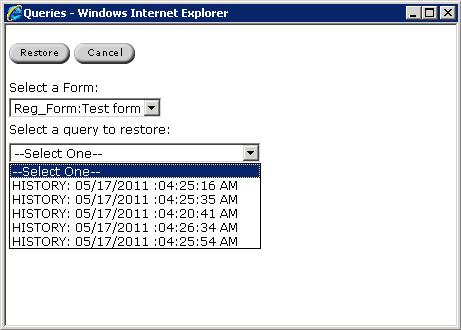 Queries - Windows Internet Explorer
Restore Cancel
Select a Form:
Reg_Form:Test form
Select a query to restore:
--Select One--
--Select One--
HISTORY: 05/17/2011 :04:25:16 AM
HISTORY: 05/17/2011 :04:25:35 AM
HISTORY: 05/17/2011 :04:20:41 AM
HISTORY: 05/17/2011 :04:26:34 AM
HISTORY: 05/17/2011 :04:25:54 AM